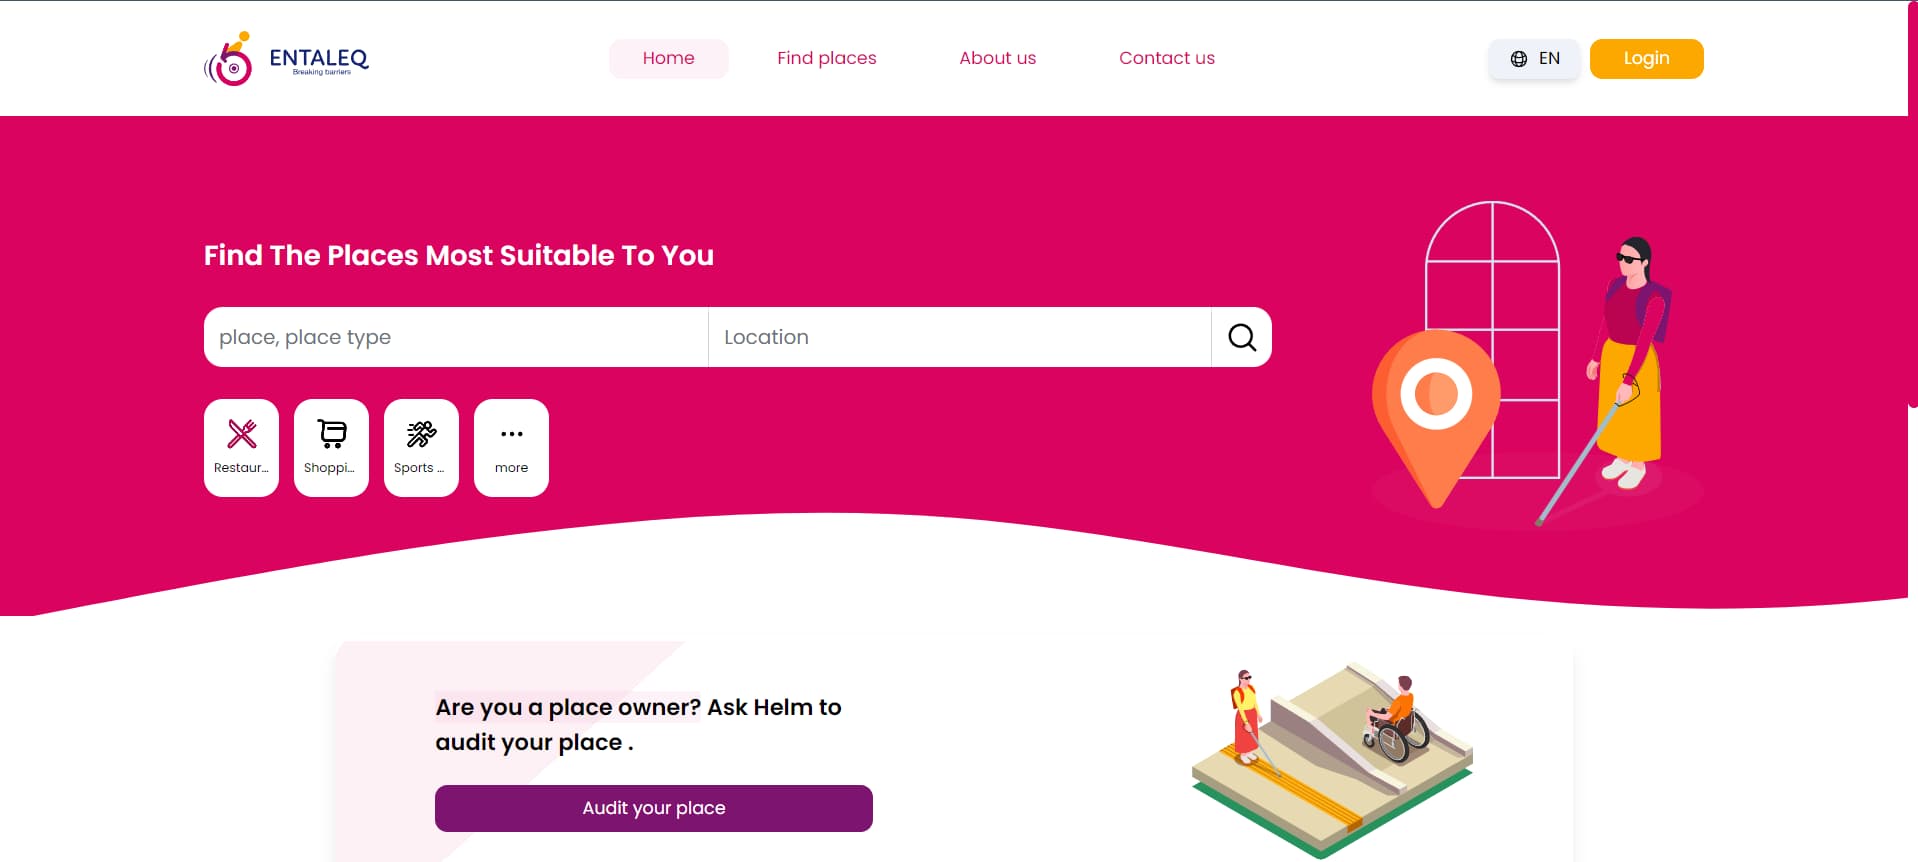 ENTALEQ
Breaking barriers
Home
Find places
About us
Contact us
EN
Login
Find The Places Most Suitable To You
place, place type
Location
Restaur...
Shoppi...
Sports ...
more
Are you a place owner? Ask Helm to
audit your place .
Audit your place